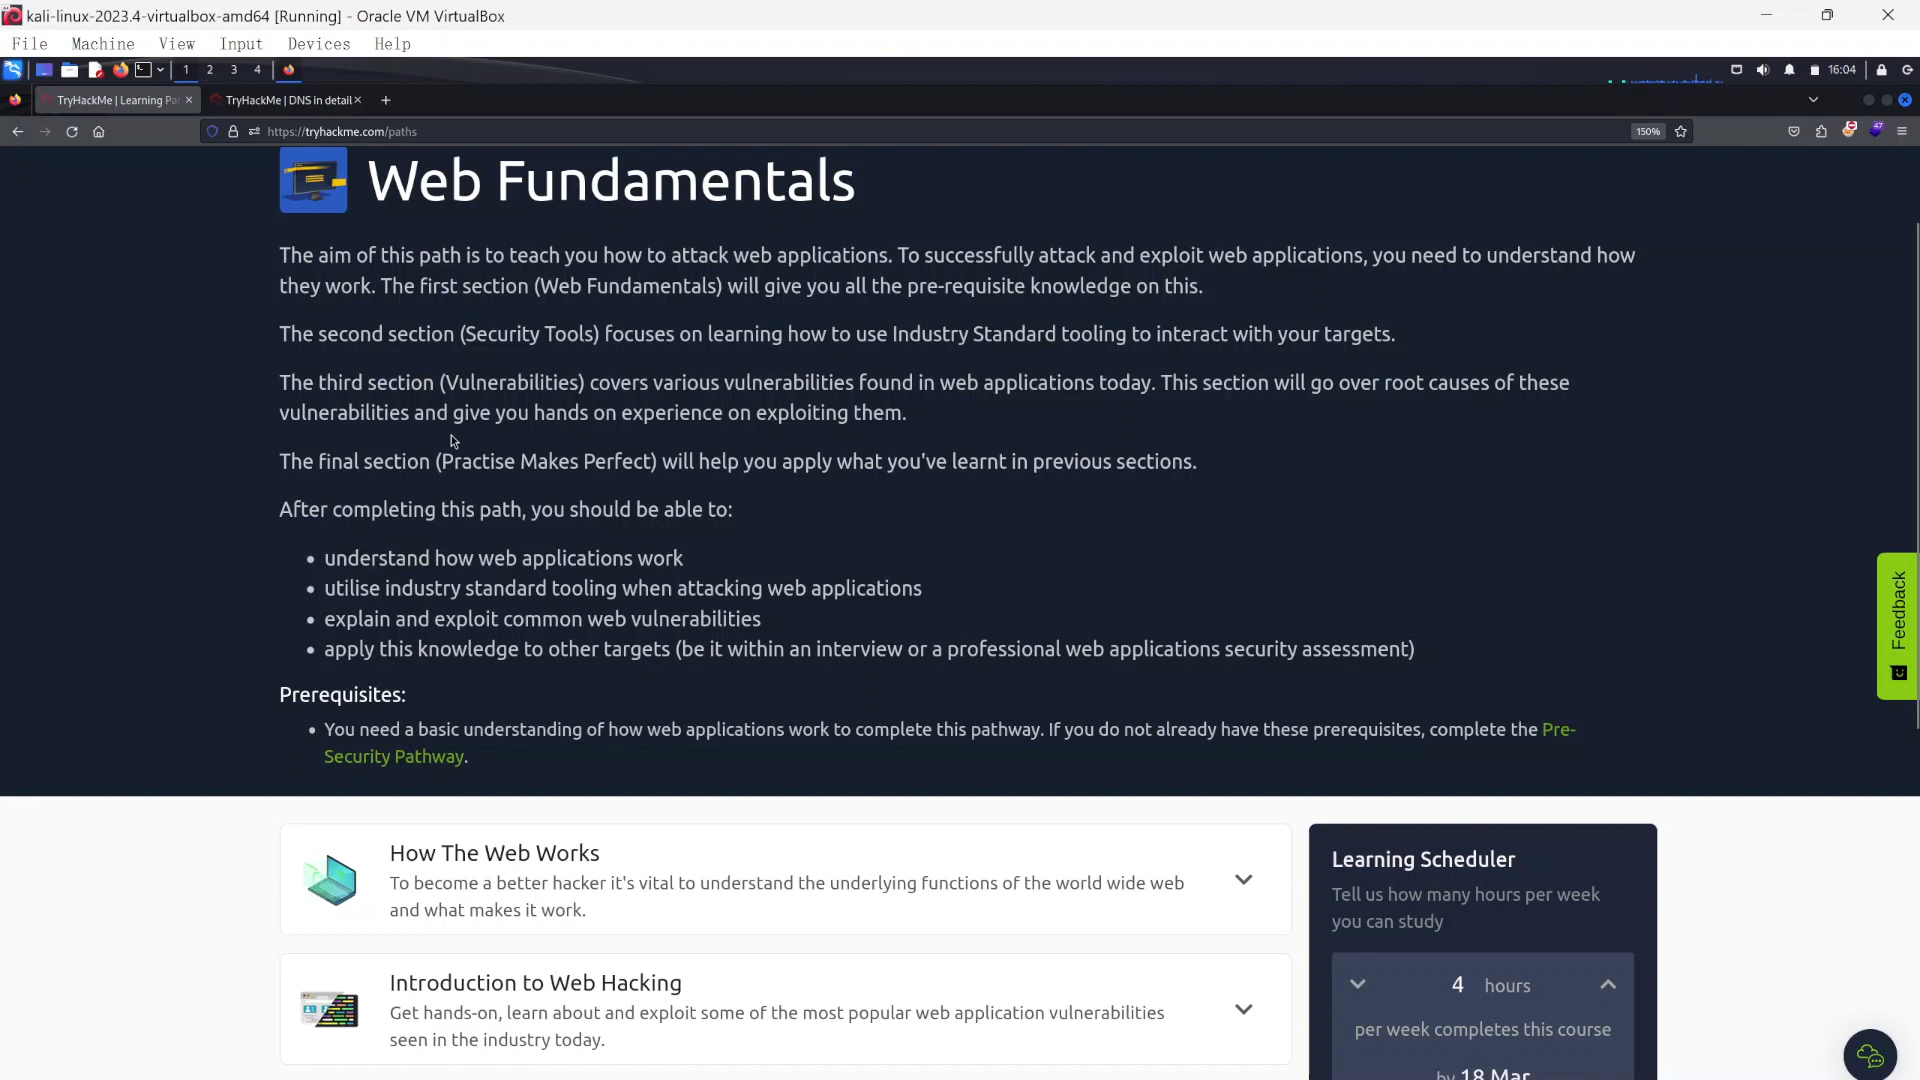 kali-linux-2023.4-virtualbox-amd64 [Running] - Oracle VM VirtualBox
File Machine View Input Devices Help
1 2 3 4 16:04
TryHackMe | Learning Pat TryHackMe | DNS in detail
https://tryhackme.com/paths 150% 47
Web Fundamentals
The aim of this path is to teach you how to attack web applications. To successfully attack and exploit web applications, you need to understand how
they work. The first section (Web Fundamentals) will give you all the pre-requisite knowledge on this.
The second section (Security Tools) focuses on learning how to use Industry Standard tooling to interact with your targets.
The third section (Vulnerabilities) covers various vulnerabilities found in web applications today. This section will go over root causes of these
vulnerabilities and give you hands on experience on exploiting them.
The final section (Practise Makes Perfect) will help you apply what you've learnt in previous sections.
After completing this path, you should be able to:
• understand how web applications work
• utilise industry standard tooling when attacking web applications
• explain and exploit common web vulnerabilities
• apply this knowledge to other targets (be it within an interview or a professional web applications security assessment)
Prerequisites:
• You need a basic understanding of how web applications work to complete this pathway. If you do not already have these prerequisites, complete the Pre-
Security Pathway.
Feedback
How The Web Works
To become a better hacker it's vital to understand the underlying functions of the world wide web
and what makes it work.
Introduction to Web Hacking
Get hands-on, learn about and exploit some of the most popular web application vulnerabilities
seen in the industry today.
Learning Scheduler
Tell us how many hours per week
you can study
4 hours
per week completes this course
by 18 Mar